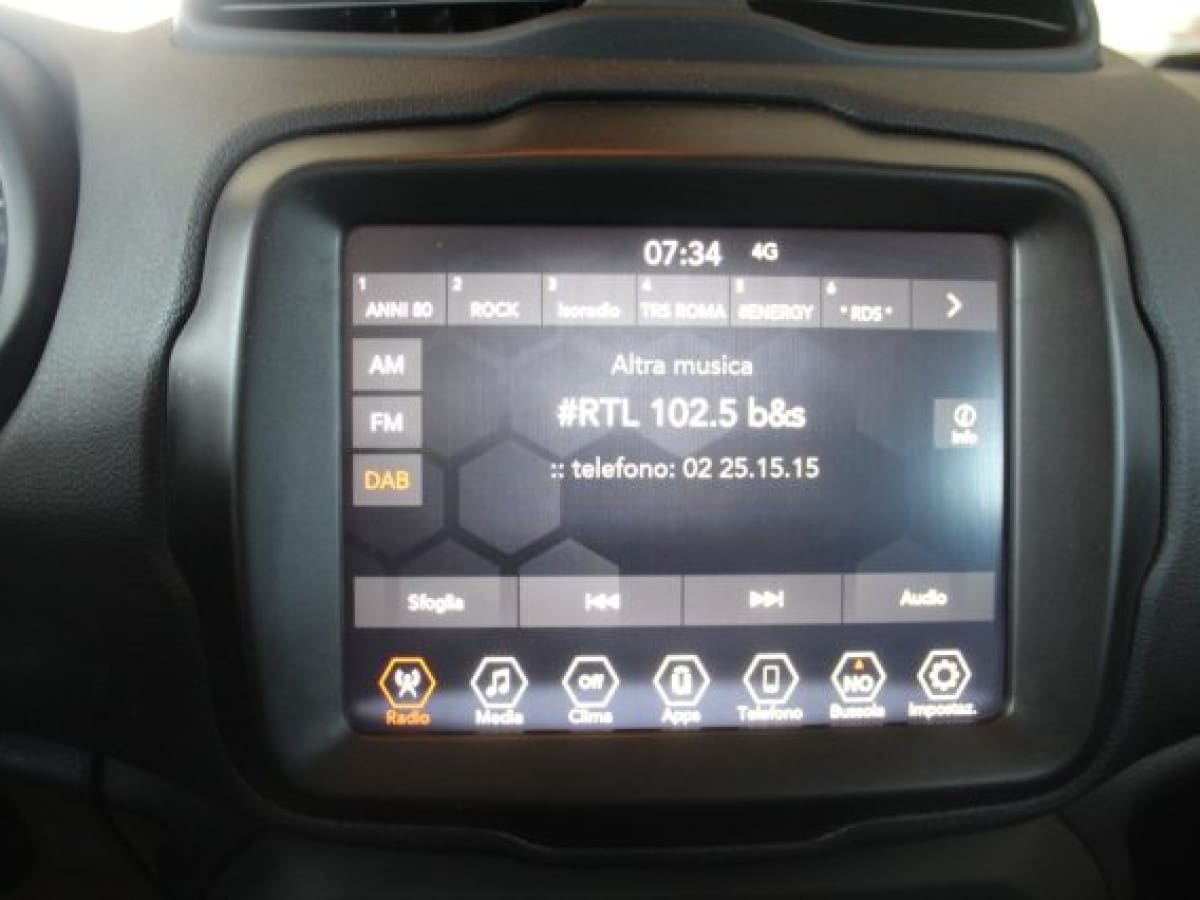 07:34 4G
1 2 3 4 5 6
ANNI 80 ROCK Isoradio TRS ROMA #ENERGY * RDS *
AM
Altra musica
FM
#RTL 102.5 b&s
Info
DAB
:: telefono: 02 25.15.15
Sfoglia Audio
Off NO
Radio Media Clima Apps Telefono Bussola Impostaz.